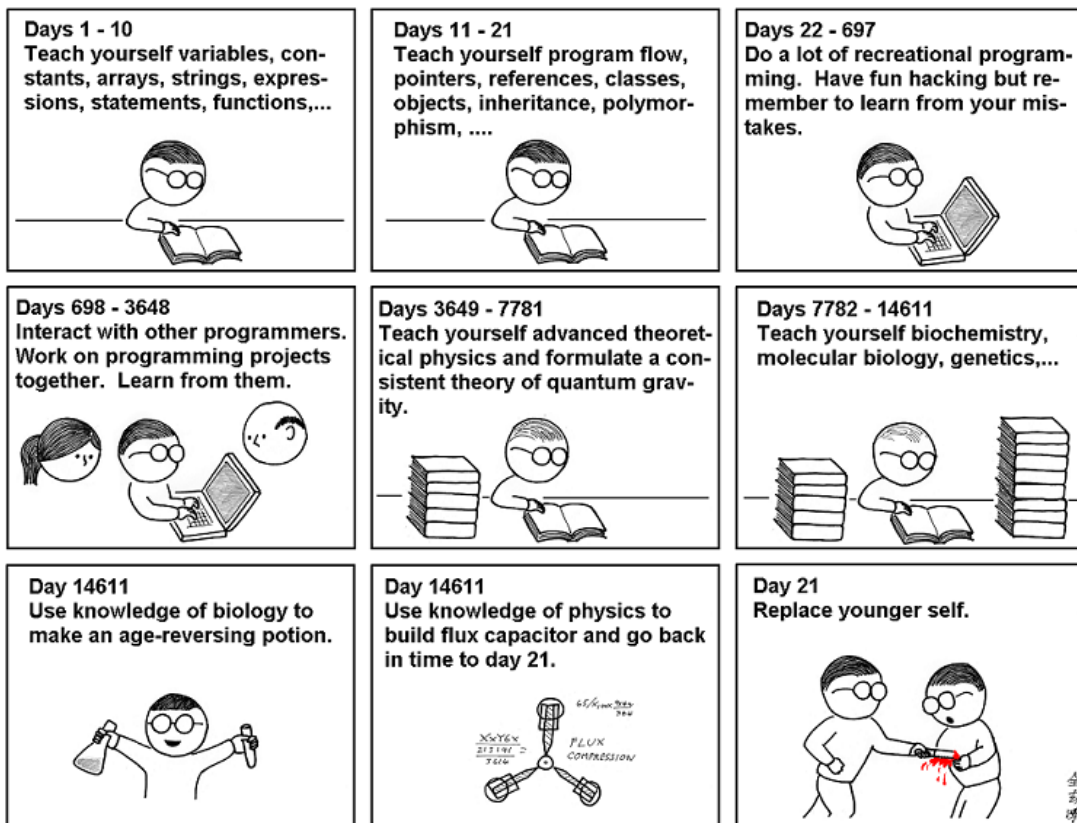 Days 1 - 10
Teach yourself variables, con-
stants, arrays, strings, expres-
sions, statements, functions,...
Days 11 - 21
Teach yourself program flow,
pointers, references, classes,
objects, inheritance, polymor-
phism, ....
Days 22 - 697
Do a lot of recreational program-
ming. Have fun hacking but re-
member to learn from your mis-
takes.
Days 698 - 3648
Interact with other programmers.
Work on programming projects
together. Learn from them.
Days 3649 - 7781
Teach yourself advanced theoret-
ical physics and formulate a con-
sistent theory of quantum grav-
ity.
Days 7782 - 14611
Teach yourself biochemistry,
molecular biology, genetics,...
Day 14611
Use knowledge of biology to
make an age-reversing potion.
Day 14611
Use knowledge of physics to
build flux capacitor and go back
in time to day 21.
FLUX
COMPRESSION
Day 21
Replace younger self.